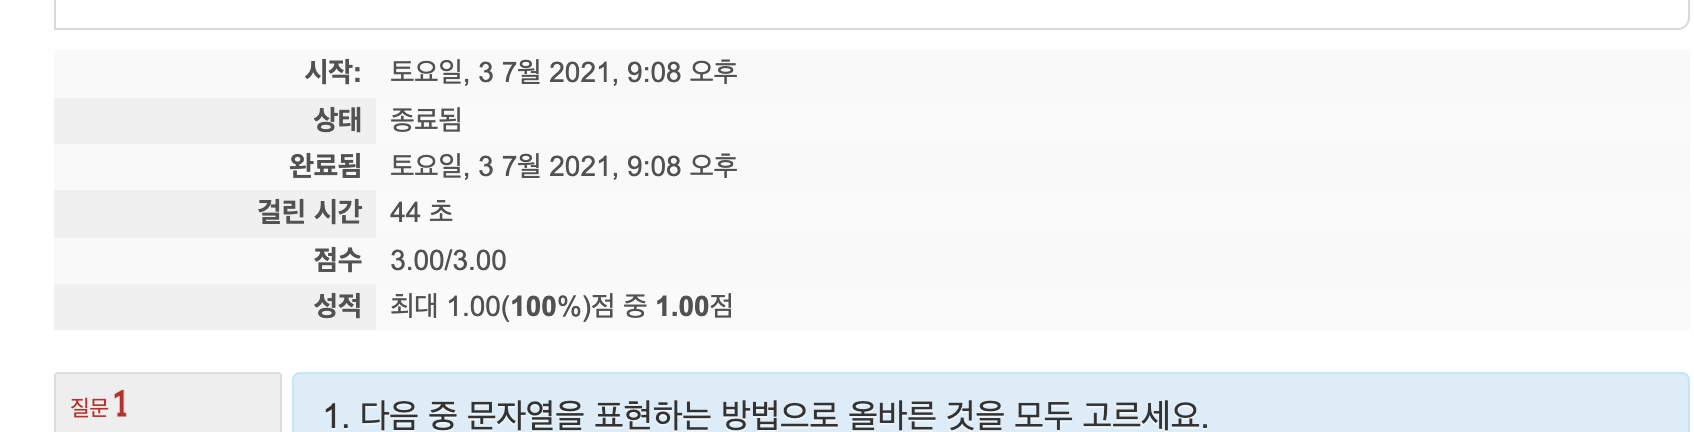 시작: 토요일, 3 7월 2021, 9:08 오후
상태 종료됨
완료됨 토요일, 3 7월 2021, 9:08 오후
걸린 시간 44 초
점수 3.00/3.00
성적 최대 1.00(100%)점 중 1.00점
질문 1
1. 다음 중 문자열을 표현하는 방법으로 올바른 것을 모두 고르세요.